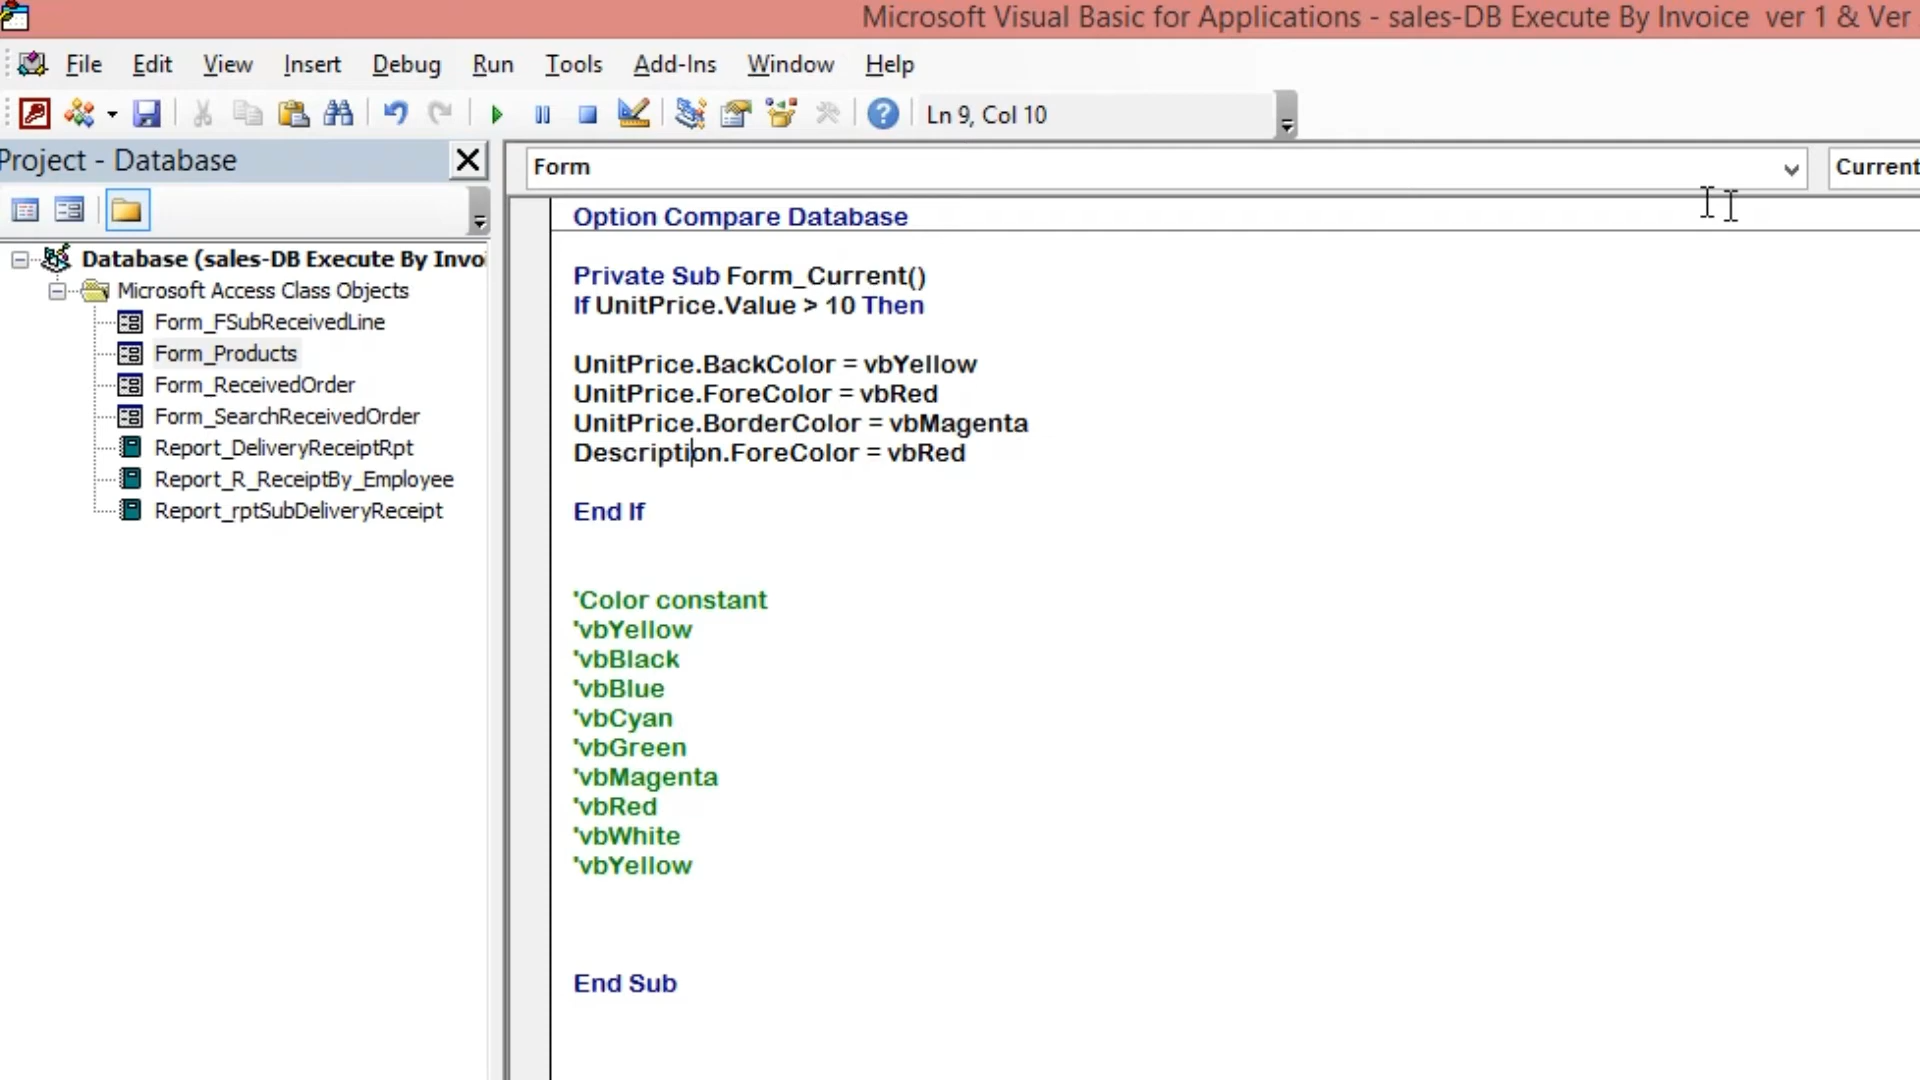 Microsoft Visual Basic for Applications - sales-DB Execute By Invoice  ver 1 & Ver
File Edit View Insert Debug Run Tools Add-Ins Window Help
Ln 9, Col 10
Project - Database
Form
Current
Database (sales-DB Execute By Invoi
Microsoft Access Class Objects
Form_FSubReceivedLine
Form_Products
Form_ReceivedOrder
Form_SearchReceivedOrder
Report_DeliveryReceiptRpt
Report_R_ReceiptBy_Employee
Report_rptSubDeliveryReceipt
Option Compare Database
Private Sub Form_Current()
If UnitPrice.Value > 10 Then
UnitPrice.BackColor = vbYellow
UnitPrice.ForeColor = vbRed
UnitPrice.BorderColor = vbMagenta
Description.ForeColor = vbRed
End If
'Color constant
'vbYellow
'vbBlack
'vbBlue
'vbCyan
'vbGreen
'vbMagenta
'vbRed
'vbWhite
'vbYellow
End Sub